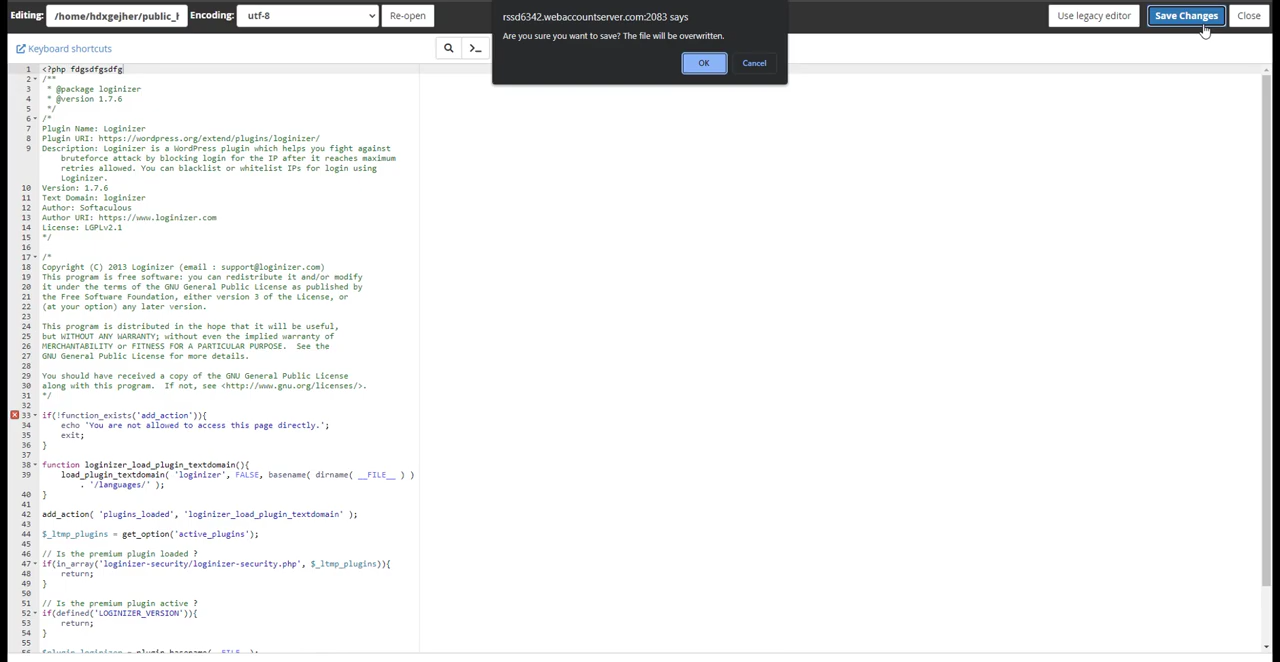 Editing: /home/hdxgejher/public_h Encoding: utf-8 Re-open Use legacy editor Save Changes Close
rssd6342.webaccountserver.com:2083 says
Are you sure you want to save? The file will be overwritten.
OK Cancel
Keyboard shortcuts
1 <?php fdgsdfgsdfg
2 /**
3 * @package loginizer
4 * @version 1.7.6
5 */
6 /*
7 Plugin Name: Loginizer
8 Plugin URI: https://wordpress.org/extend/plugins/loginizer/
9 Description: Loginizer is a WordPress plugin which helps you fight against
bruteforce attack by blocking login for the IP after it reaches maximum
retries allowed. You can blacklist or whitelist IPs for login using
Loginizer.
10 Version: 1.7.6
11 Text Domain: loginizer
12 Author: Softaculous
13 Author URI: https://www.loginizer.com
14 License: LGPLv2.1
15 */
16
17 /*
18 Copyright (C) 2013 Loginizer (email : support@loginizer.com)
19 This program is free software: you can redistribute it and/or modify
20 it under the terms of the GNU General Public License as published by
21 the Free Software Foundation, either version 3 of the License, or
22 (at your option) any later version.
23
24 This program is distributed in the hope that it will be useful,
25 but WITHOUT ANY WARRANTY; without even the implied warranty of
26 MERCHANTABILITY or FITNESS FOR A PARTICULAR PURPOSE. See the
27 GNU General Public License for more details.
28
29 You should have received a copy of the GNU General Public License
30 along with this program. If not, see <http://www.gnu.org/licenses/>.
31 */
32
33 if(!function_exists('add_action')){
34 echo 'You are not allowed to access this page directly.';
35 exit;
36 }
37
38 function loginizer_load_plugin_textdomain(){
39 load_plugin_textdomain( 'loginizer', FALSE, basename( dirname( __FILE__ ) )
. '/languages/' );
40 }
41
42 add_action( 'plugins_loaded', 'loginizer_load_plugin_textdomain' );
43
44 $_ltmp_plugins = get_option('active_plugins');
45
46 // Is the premium plugin loaded ?
47 if(in_array('loginizer-security/loginizer-security.php', $_ltmp_plugins)){
48 return;
49 }
50
51 // Is the premium plugin active ?
52 if(defined('LOGINIZER_VERSION')){
53 return;
54 }
55
56 $plugin_loginizer = plugin_basename(__FILE__);